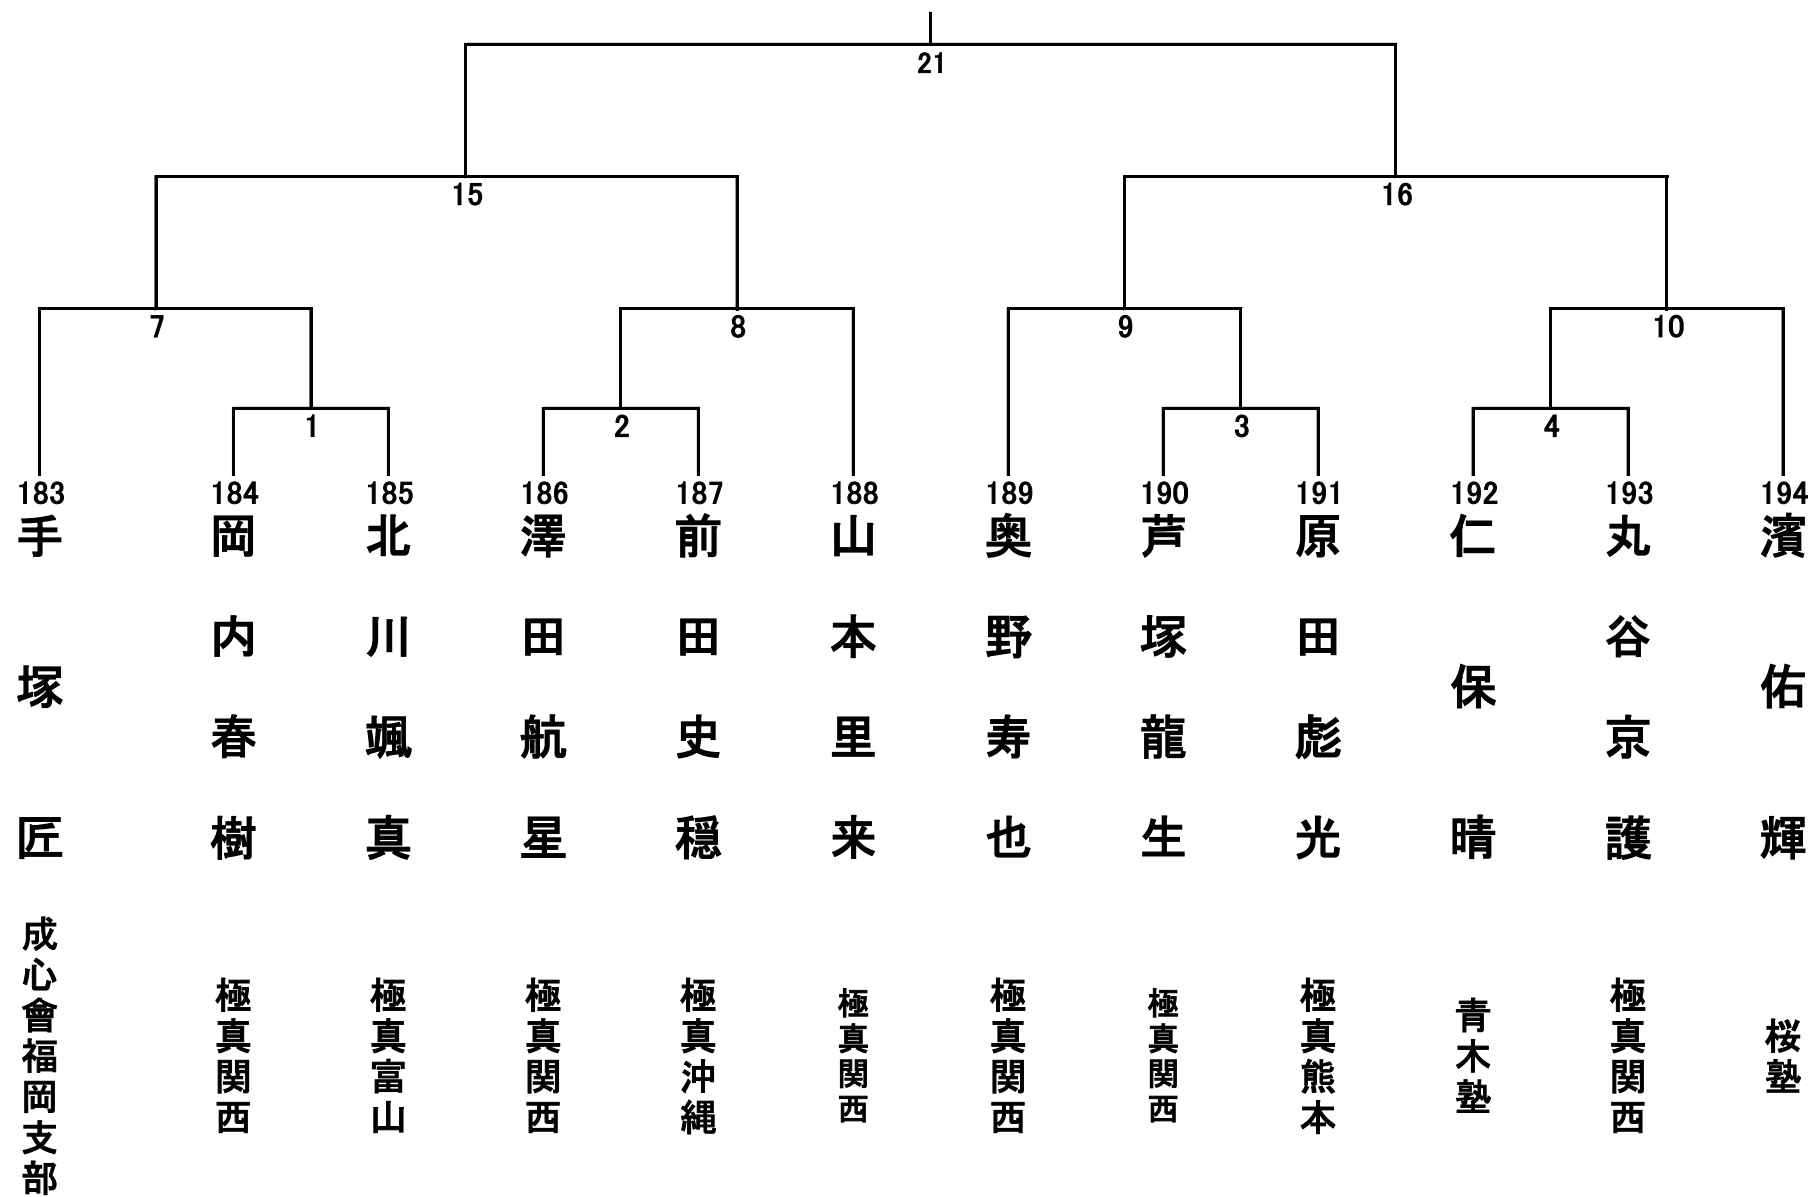 21
15
16
7
8
9
10
1
2
3
4
183
手塚匠
成心會福岡支部
184
岡内春樹
極真関西
185
北川颯真
極真富山
186
澤田航星
極真関西
187
前田史穏
極真沖縄
188
山本里来
極真関西
189
奥野寿也
極真関西
190
芦塚龍生
極真関西
191
原田彪光
極真熊本
192
仁保晴
青木塾
193
丸谷京護
極真関西
194
濱佑輝
桜塾